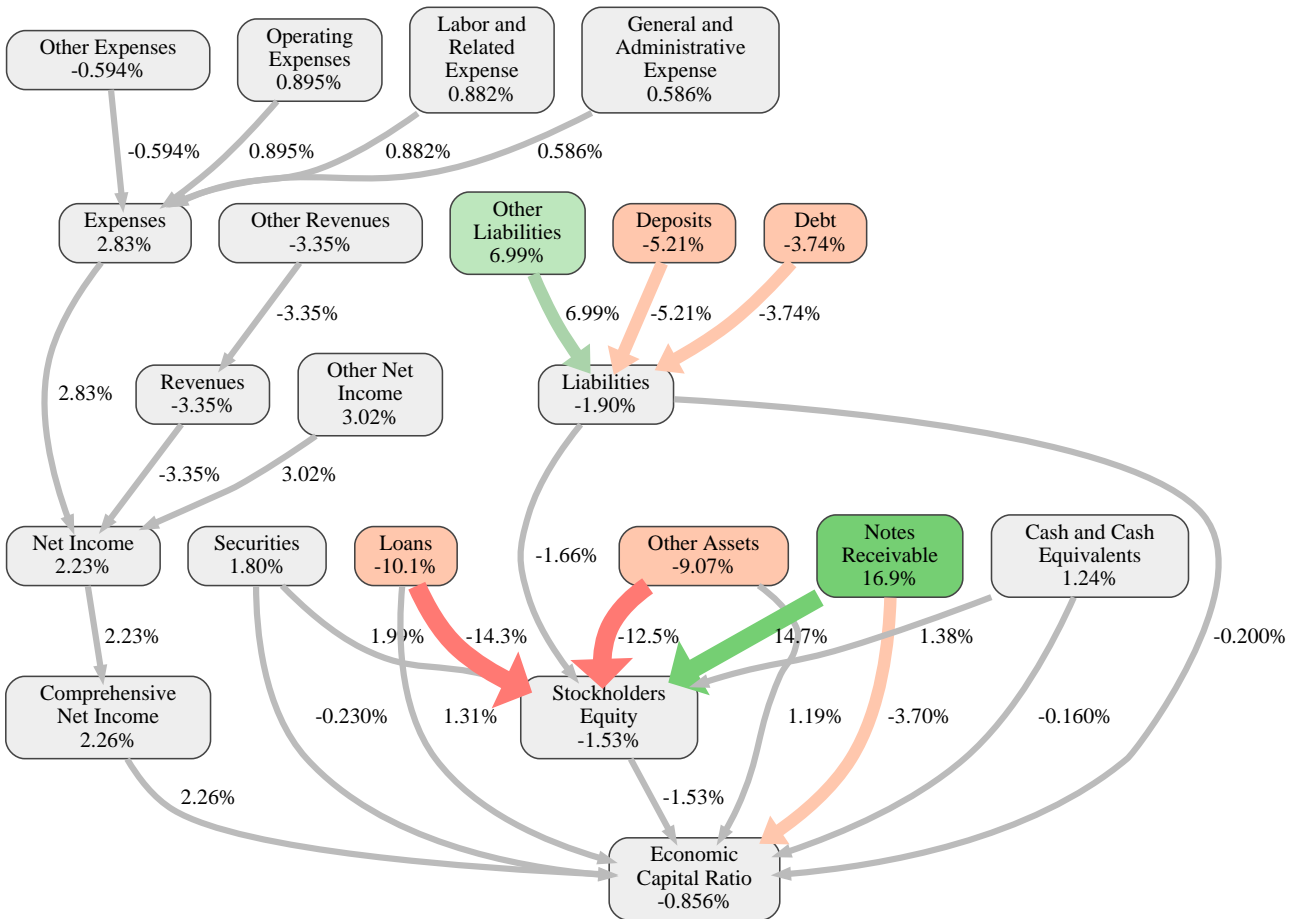 Other Expenses
-0.594%
Operating
Expenses
0.895%
Labor and
Related
Expense
0.882%
General and
Administrative
Expense
0.586%
-0.594%
0.895%
0.882%
0.586%
Expenses
2.83%
Other Revenues
-3.35%
Other
Liabilities
6.99%
Deposits
-5.21%
Debt
-3.74%
-3.35%
6.99%
-5.21%
-3.74%
2.83%
Revenues
-3.35%
Other Net
Income
3.02%
Liabilities
-1.90%
-3.35%
3.02%
Net Income
2.23%
Securities
1.80%
Loans
-10.1%
-1.66%
Other Assets
-9.07%
Notes
Receivable
16.9%
Cash and Cash
Equivalents
1.24%
2.23%
1.99%
-14.3%
-12.5%
14.7%
1.38%
-0.200%
Comprehensive
Net Income
2.26%
-0.230%
1.31%
Stockholders
Equity
-1.53%
1.19%
-3.70%
-0.160%
2.26%
-1.53%
Economic
Capital Ratio
-0.856%